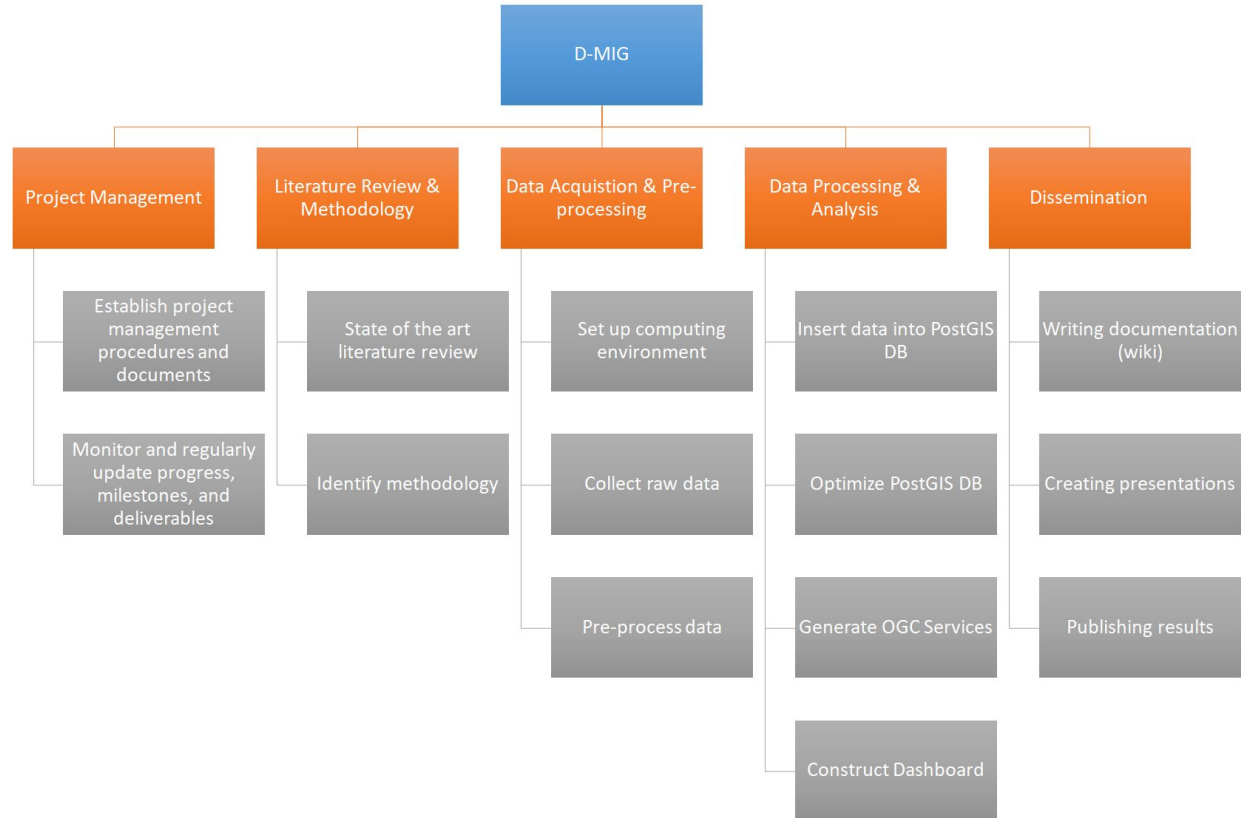 D-MIG
Project Management
Literature Review &
Methodology
Data Acquistion & Pre-
processing
Data Processing &
Analysis
Dissemination
Establish project
management
procedures and
documents
Monitor and regularly
update progress,
milestones, and
deliverables
State of the art
literature review
Identify methodology
Set up computing
environment
Collect raw data
Pre-process data
Insert data into PostGIS
DB
Optimize PostGIS DB
Generate OGC Services
Construct Dashboard
Writing documentation
(wiki)
Creating presentations
Publishing results